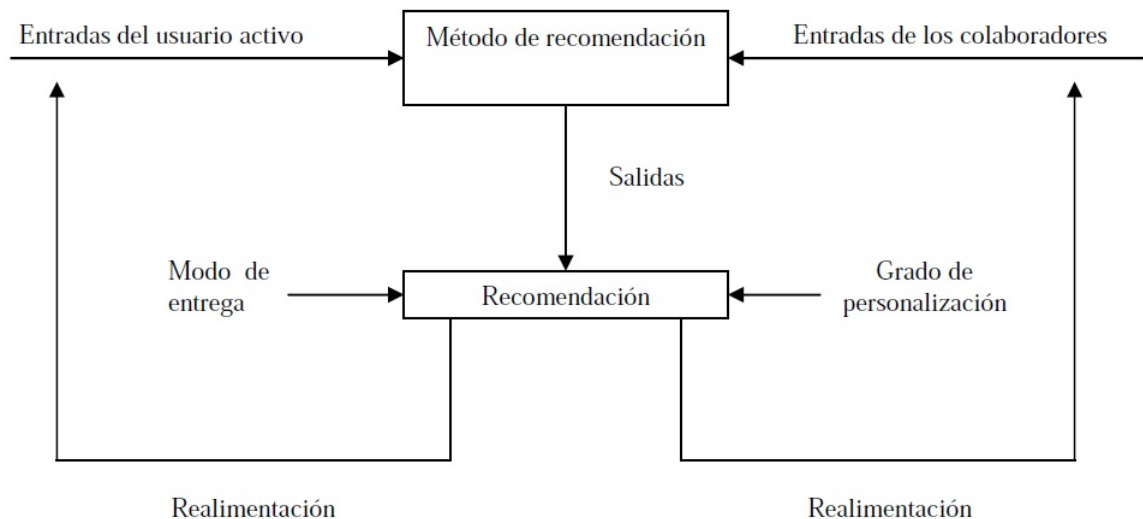 Entradas del usuario activo
Método de recomendación
Entradas de los colaboradores
Salidas
Modo de
entrega
Recomendación
Grado de
personalización
Realimentación
Realimentación